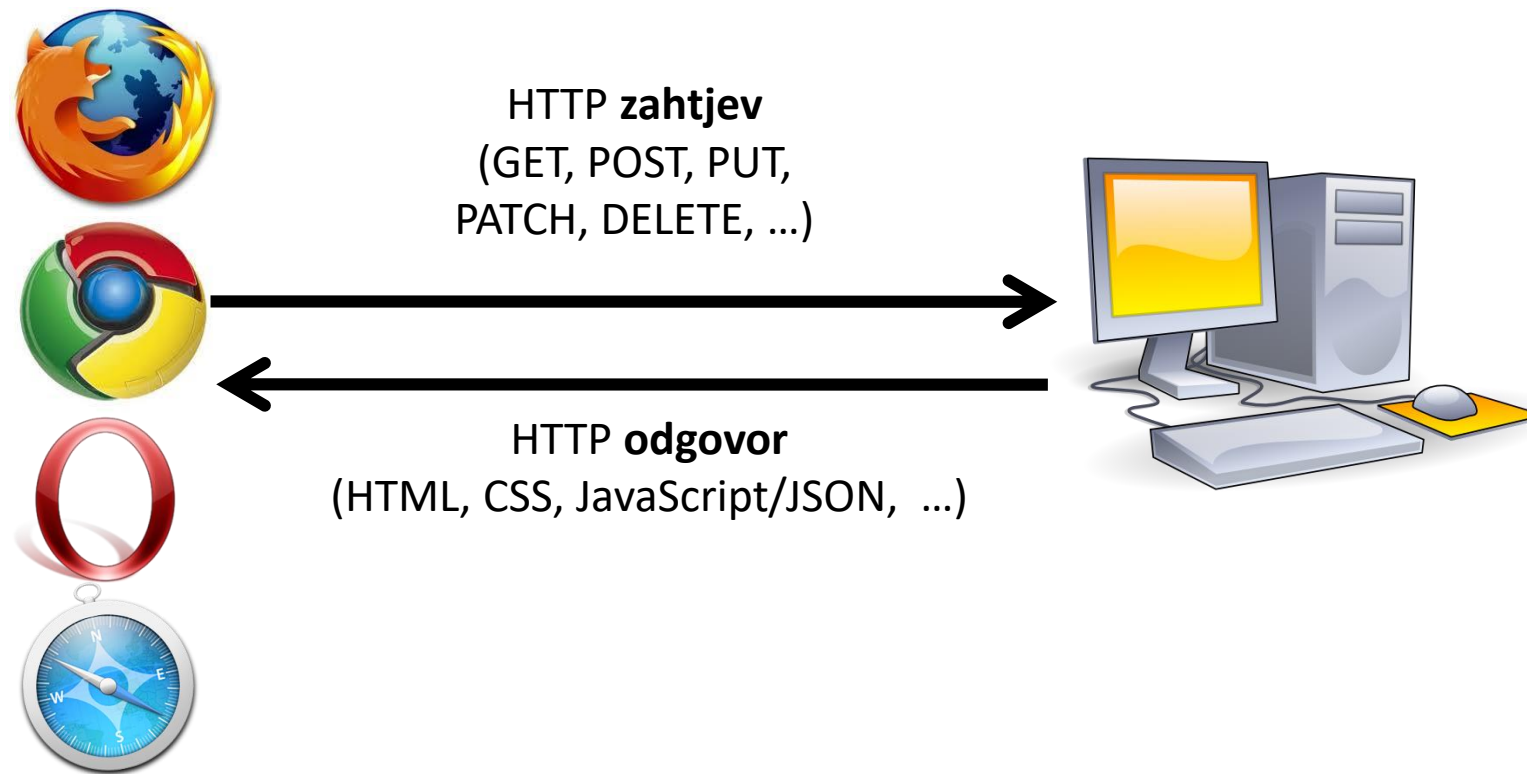 HTTP zahtjev
(GET, POST, PUT,
PATCH, DELETE, …)
HTTP odgovor
(HTML, CSS, JavaScript/JSON, …)
N
E
W
S